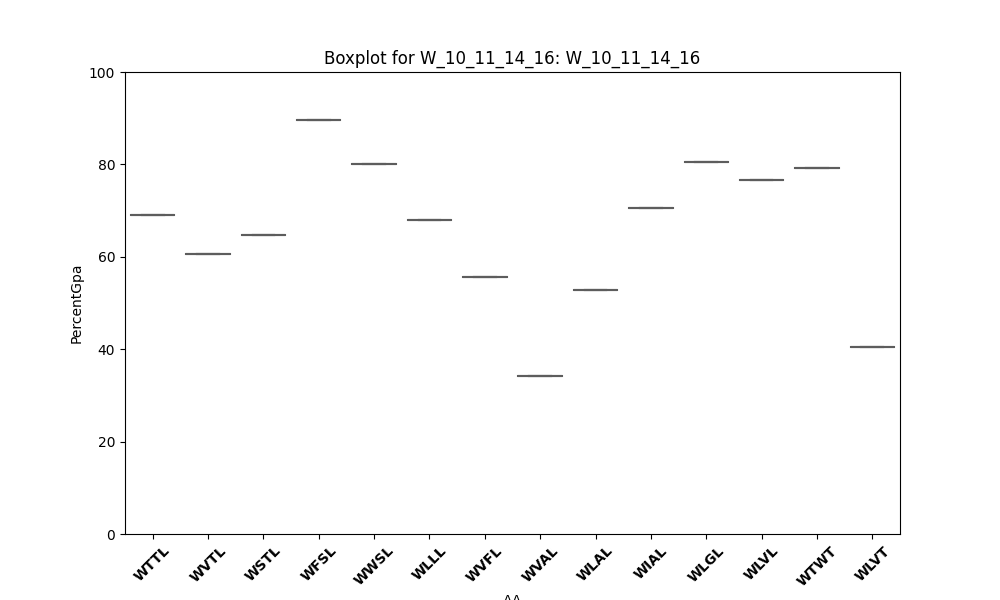 Boxplot for W_10_11_14_16: W_10_11_14_16
100
80
60
40
20
0
PercentGpa
WTTL WVTL WSTL WFSL WWSL WLLL WVFL WVAL WLAL WIAL WLGL WLVL WTWT WLVT
AA